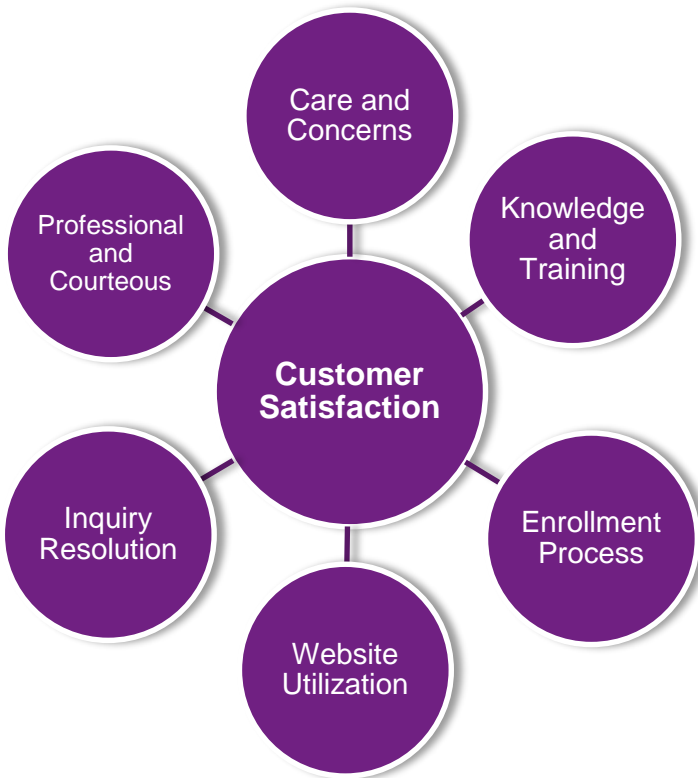 Care and
Concerns
Knowledge
and
Training
Professional
and
Courteous
Customer
Satisfaction
Inquiry
Resolution
Enrollment
Process
Website
Utilization